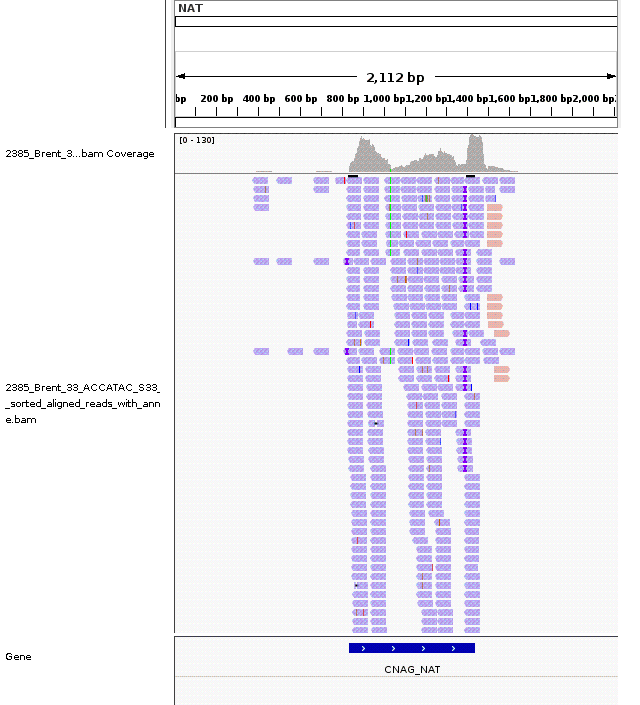 NAT
2,112 bp
bp 200 bp 400 bp 600 bp 800 bp 1,000 bp 1,200 bp 1,400 bp 1,600 bp 1,800 bp 2,000 bp
[0 - 130]
2385_Brent_3...bam Coverage
2385_Brent_33_ACCATAC_S33_
_sorted_aligned_reads_with_ann
e.bam
Gene
CNAG_NAT